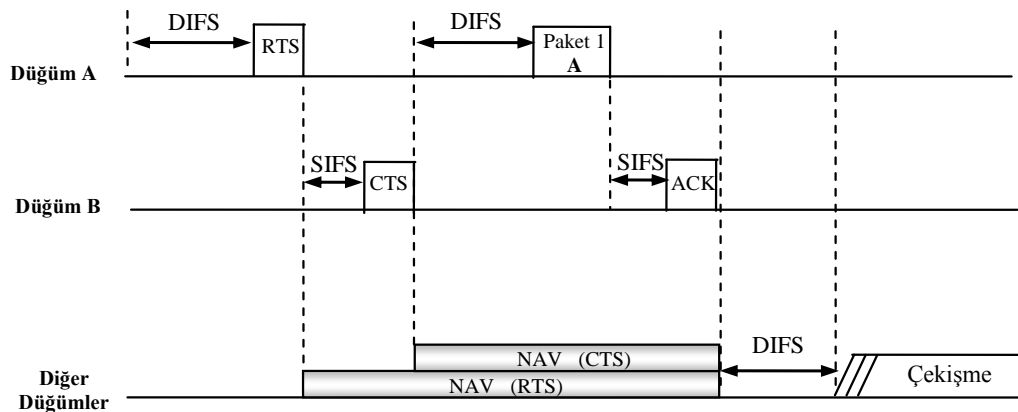 DIFS
DIFS
RTS
Paket 1
A
Düğüm A
SIFS
SIFS
CTS
ACK
Düğüm B
NAV (CTS)
DIFS
NAV (RTS)
Çekişme
Diğer
Düğümler